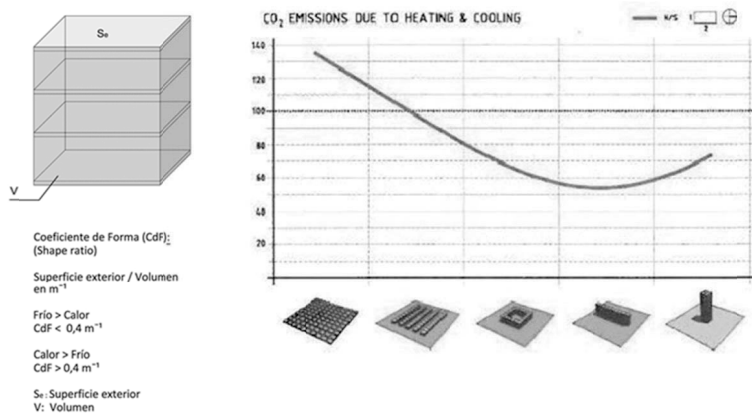 Se
V
Coeficiente de Forma (CdF):
(Shape ratio)
Superficie exterior / Volumen
en m⁻¹
Frío > Calor
CdF < 0,4 m⁻¹
Calor > Frío
CdF > 0,4 m⁻¹
Se : Superficie exterior
V: Volumen
CO₂ EMISSIONS DUE TO HEATING & COOLING
N/S 1
2
140
120
100
80
60
40
20